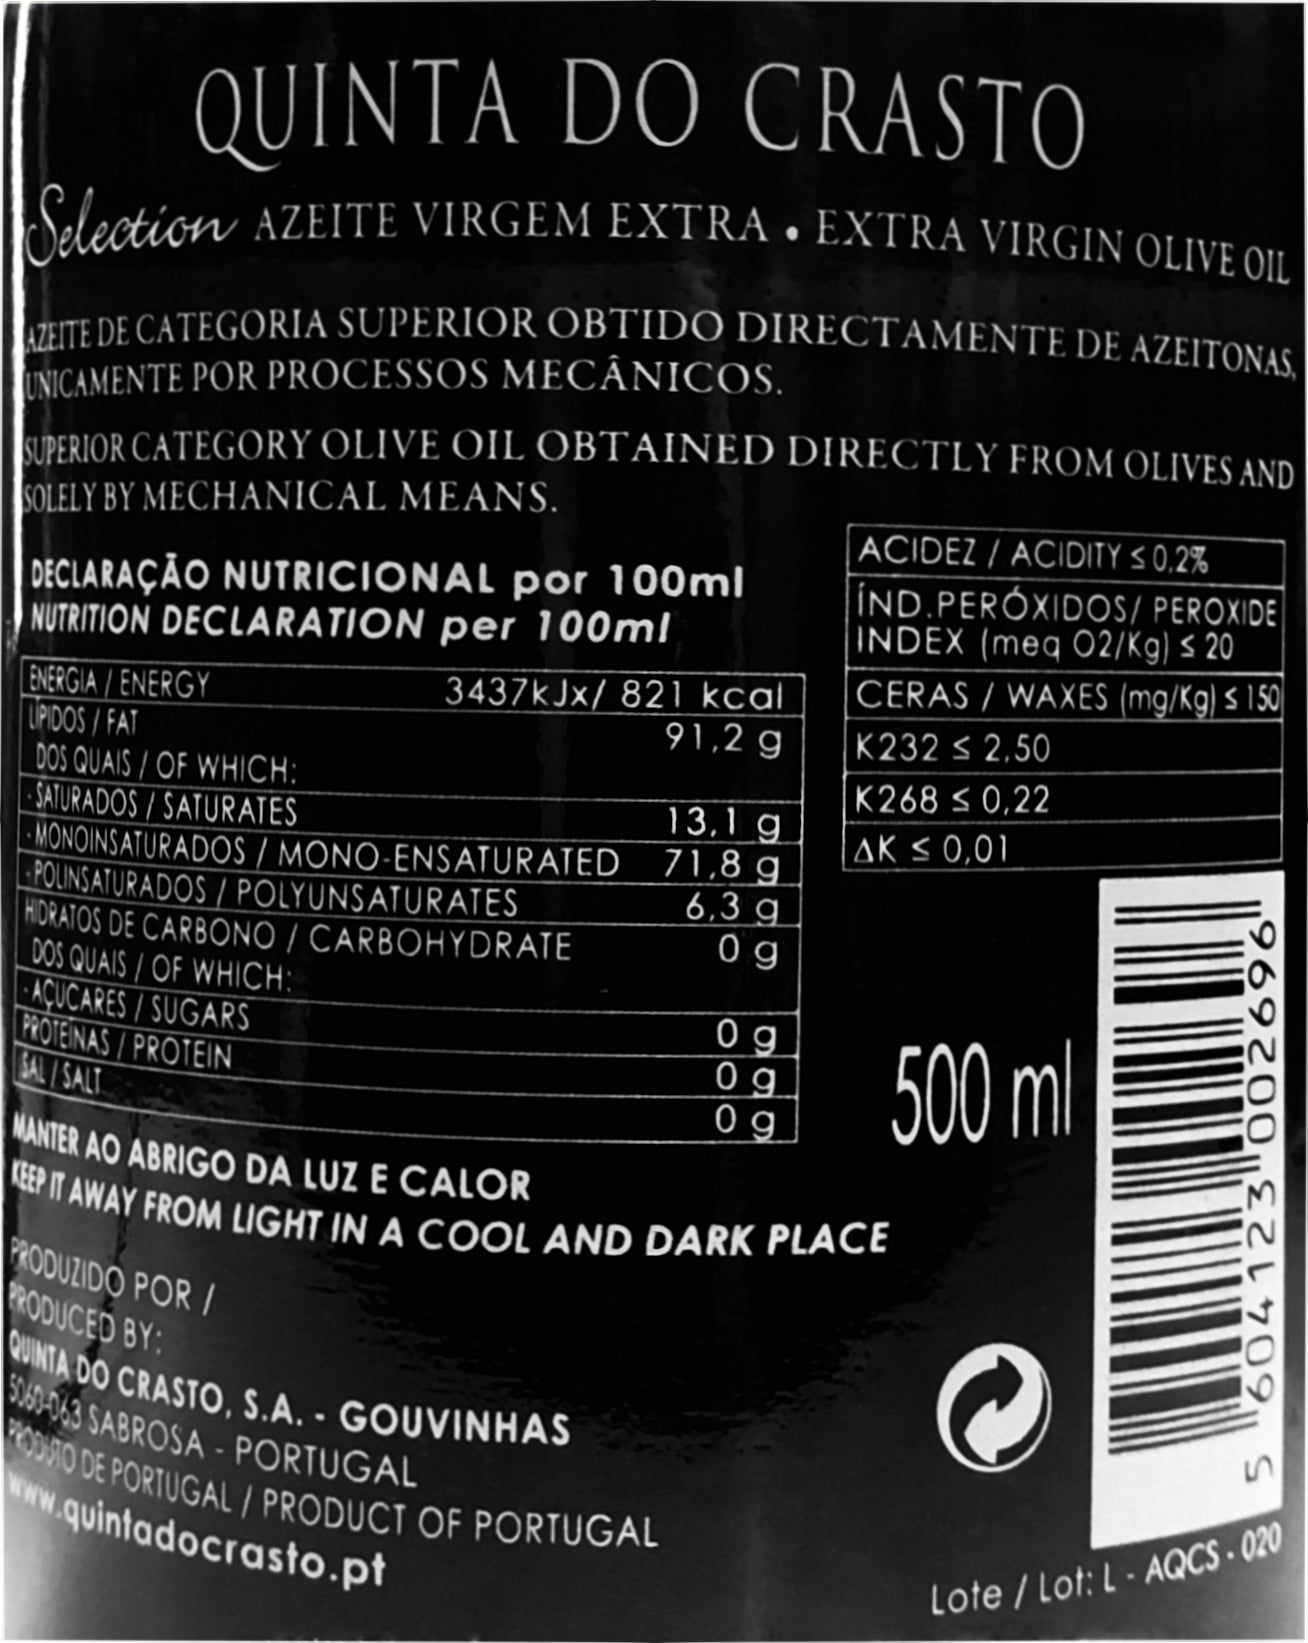 QUINTA DO CRASTO
Selection AZEITE VIRGEM EXTRA • EXTRA VIRGIN OLIVE OIL
AZEITE DE CATEGORIA SUPERIOR OBTIDO DIRECTAMENTE DE AZEITONAS,
UNICAMENTE POR PROCESSOS MECÂNICOS.
SUPERIOR CATEGORY OLIVE OIL OBTAINED DIRECTLY FROM OLIVES AND
SOLELY BY MECHANICAL MEANS.
DECLARAÇÃO NUTRICIONAL por 100ml
NUTRITION DECLARATION per 100ml
ENERGIA / ENERGY 3437kJx/ 821 kcal
LIPIDOS / FAT 91,2 g
DOS QUAIS / OF WHICH:
- SATURADOS / SATURATES 13,1 g
- MONOINSATURADOS / MONO-ENSATURATED 71,8 g
- POLINSATURADOS / POLYUNSATURATES 6,3 g
HIDRATOS DE CARBONO / CARBOHYDRATE 0 g
DOS QUAIS / OF WHICH:
- AÇUCARES / SUGARS 0 g
PROTEINAS / PROTEIN 0 g
SAL / SALT 0 g
ACIDEZ / ACIDITY ≤ 0,2%
ÍND.PERÓXIDOS/ PEROXIDE
INDEX (meq O2/Kg) ≤ 20
CERAS / WAXES (mg/Kg) ≤ 150
K232 ≤ 2,50
K268 ≤ 0,22
ΔK ≤ 0,01
500 ml
5 604123 002696
MANTER AO ABRIGO DA LUZ E CALOR
KEEP IT AWAY FROM LIGHT IN A COOL AND DARK PLACE
PRODUZIDO POR /
PRODUCED BY:
QUINTA DO CRASTO, S.A. - GOUVINHAS
5060-063 SABROSA - PORTUGAL
PRODUTO DE PORTUGAL / PRODUCT OF PORTUGAL
www.quintadocrasto.pt
Lote / Lot: L - AQCS - 020